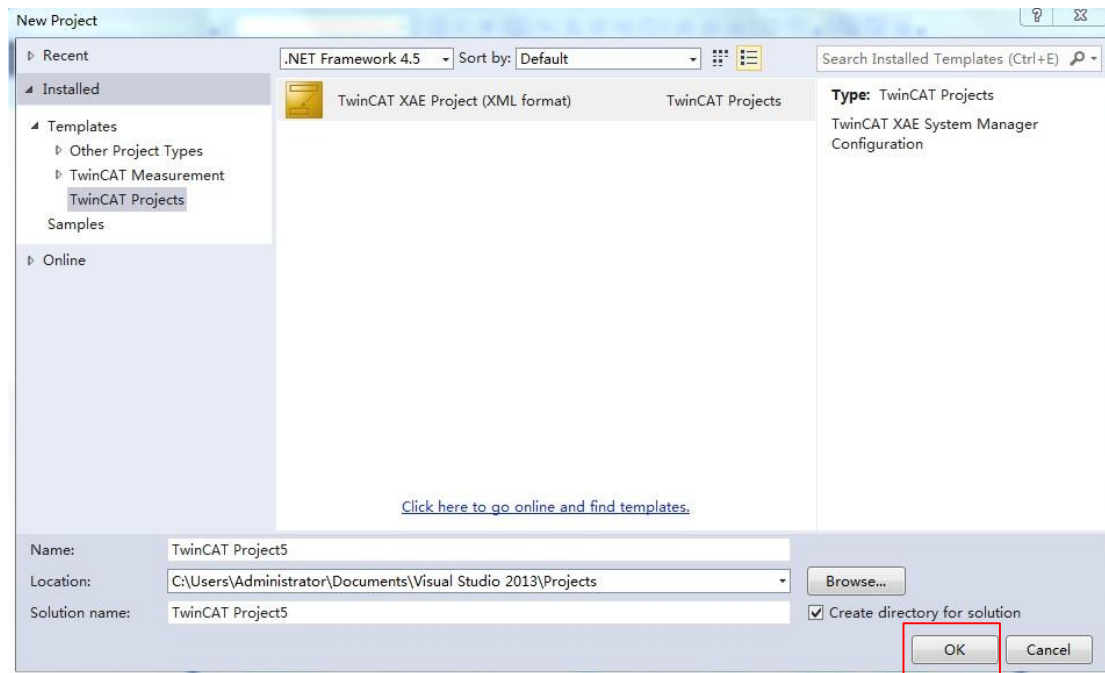 New Project
Recent
.NET Framework 4.5
Sort by:
Default
Search Installed Templates (Ctrl+E)
Installed
Templates
Other Project Types
TwinCAT Measurement
TwinCAT Projects
Samples
Online
TwinCAT XAE Project (XML format)
TwinCAT Projects
Type: TwinCAT Projects
TwinCAT XAE System Manager
Configuration
Click here to go online and find templates.
Name:
TwinCAT Project5
Location:
C:\Users\Administrator\Documents\Visual Studio 2013\Projects
Browse...
Solution name:
TwinCAT Project5
Create directory for solution
OK
Cancel